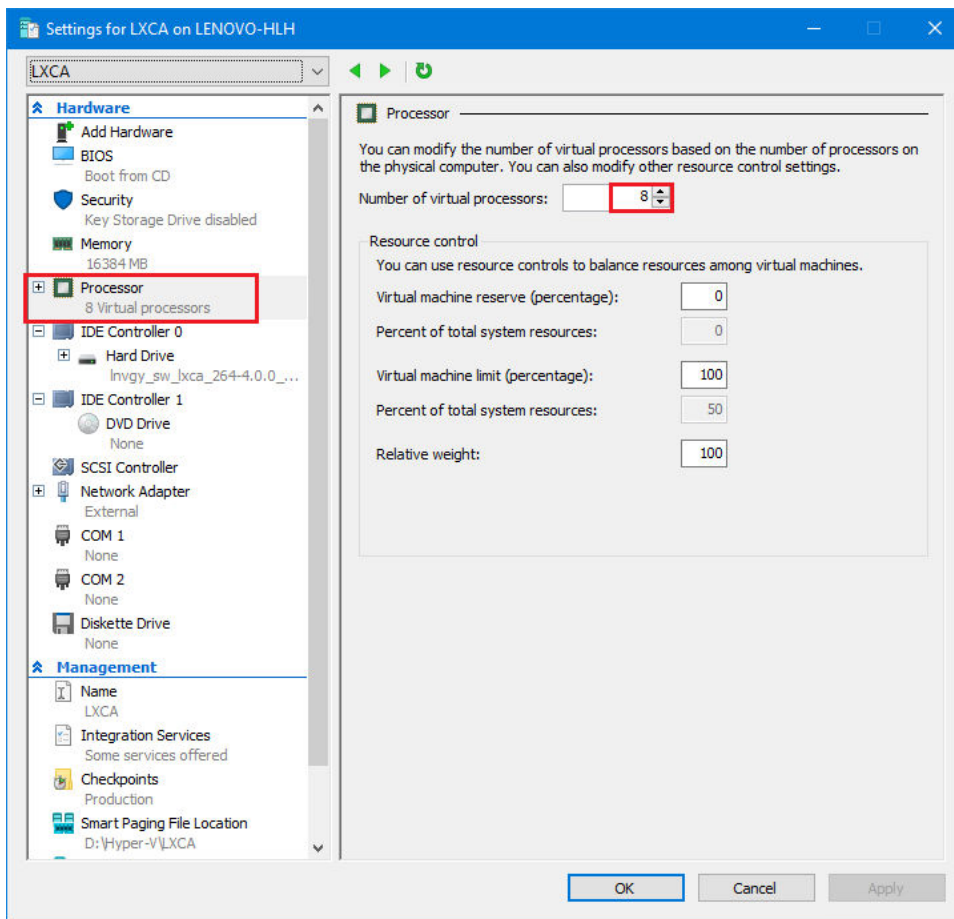 Settings for LXCA on LENOVO-HLH
LXCA
Hardware
Add Hardware
BIOS
Boot from CD
Security
Key Storage Drive disabled
Memory
16384 MB
Processor
8 Virtual processors
IDE Controller 0
Hard Drive
lnvgy_sw_lxca_264-4.0.0_...
IDE Controller 1
DVD Drive
None
SCSI Controller
Network Adapter
External
COM 1
None
COM 2
None
Diskette Drive
None
Management
Name
LXCA
Integration Services
Some services offered
Checkpoints
Production
Smart Paging File Location
D:\Hyper-V\LXCA
Processor
You can modify the number of virtual processors based on the number of processors on
the physical computer. You can also modify other resource control settings.
Number of virtual processors: 8
Resource control
You can use resource controls to balance resources among virtual machines.
Virtual machine reserve (percentage): 0
Percent of total system resources: 0
Virtual machine limit (percentage): 100
Percent of total system resources: 50
Relative weight: 100
OK Cancel Apply